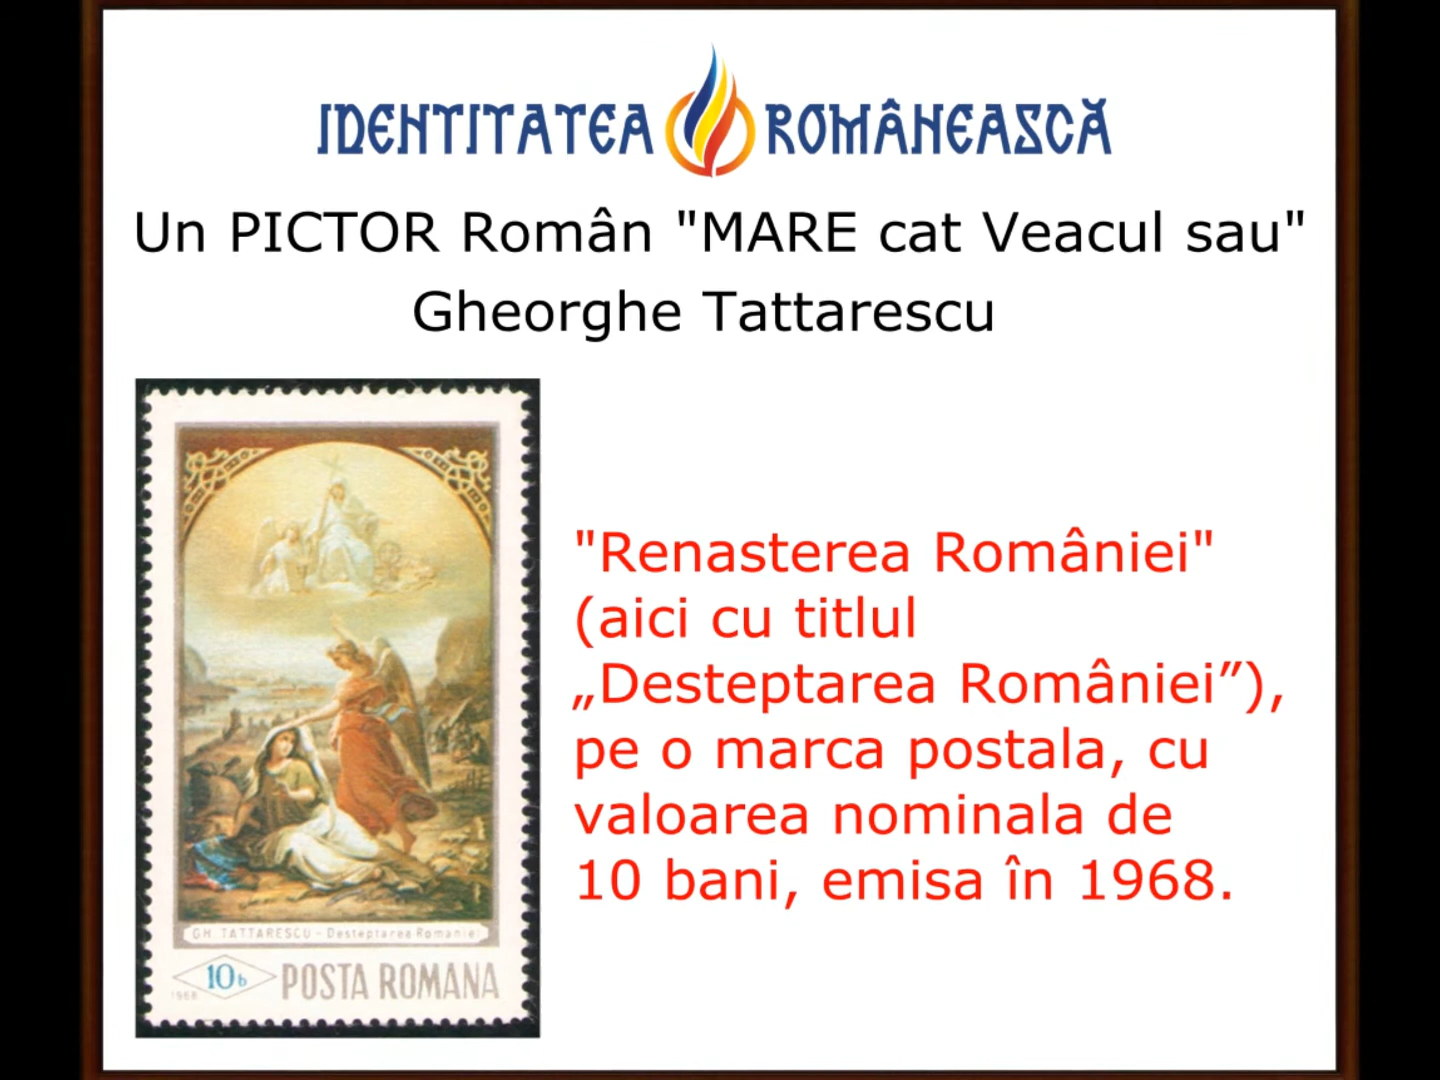 IDENTITATEA ROMÂNEASCĂ
Un PICTOR Român "MARE cat Veacul sau"
Gheorghe Tattarescu
"Renasterea României"
(aici cu titlul
„Desteptarea României”),
pe o marca postala, cu
valoarea nominala de
10 bani, emisa în 1968.
GH. TATTARESCU - Desteptarea Romaniei
10b POSTA ROMANA
1968